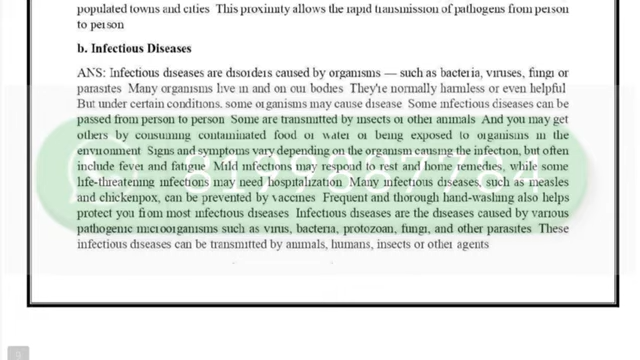 populated towns and cities This proximity allows the rapid transmission of pathogens from person
to person
b. Infectious Diseases
ANS: Infectious diseases are disorders caused by organisms — such as bacteria, viruses, fungi or
parasites Many organisms live in and on our bodies They're normally harmless or even helpful
But under certain conditions, some organisms may cause disease Some infectious diseases can be
passed from person to person Some are transmitted by insects or other animals And you may get
others by consuming contaminated food or water or being exposed to organisms in the
environment Signs and symptoms vary depending on the organism causing the infection, but often
include fever and fatigue Mild infections may respond to rest and home remedies, while some
life-threatening infections may need hospitalization Many infectious diseases, such as measles
and chickenpox, can be prevented by vaccines Frequent and thorough hand-washing also helps
protect you from most infectious diseases Infectious diseases are the diseases caused by various
pathogenic microorganisms such as virus, bacteria, protozoan, fungi, and other parasites These
infectious diseases can be transmitted by animals, humans, insects or other agents
9